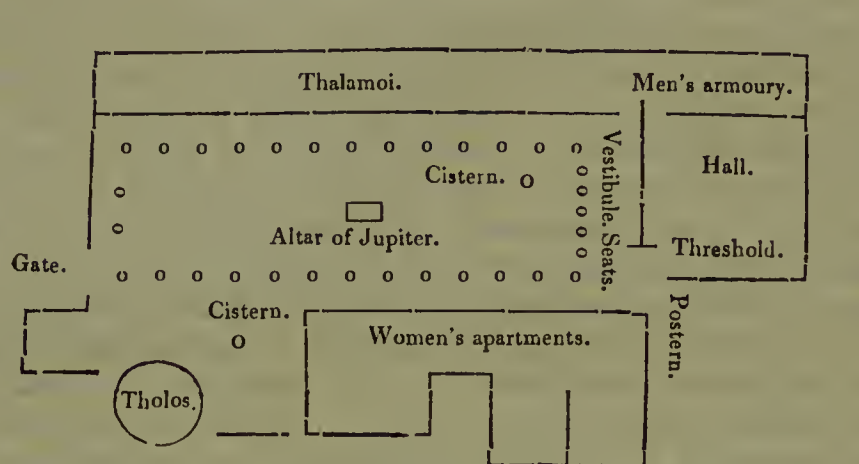 Thalamoi.
Men's armoury.
Vestibule. Seats.
Hall.
Cistern.
Altar of Jupiter.
Threshold.
Gate.
Cistern.
Women's apartments.
Postern.
Tholos.